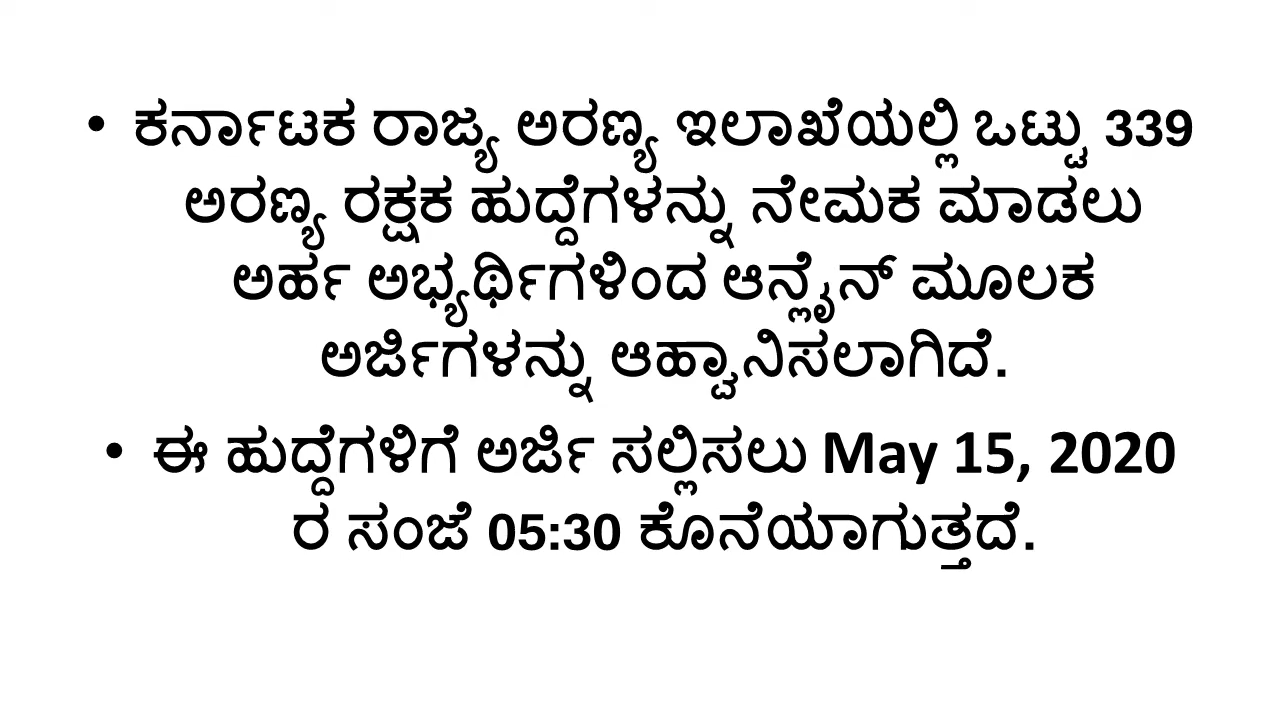 • ಕರ್ನಾಟಕ ರಾಜ್ಯ ಅರಣ್ಯ ಇಲಾಖೆಯಲ್ಲಿ ಒಟ್ಟು 339
ಅರಣ್ಯ ರಕ್ಷಕ ಹುದ್ದೆಗಳನ್ನು ನೇಮಕ ಮಾಡಲು
ಅರ್ಹ ಅಭ್ಯರ್ಥಿಗಳಿಂದ ಆನ್ಲೈನ್ ಮೂಲಕ
ಅರ್ಜಿಗಳನ್ನು ಆಹ್ವಾನಿಸಲಾಗಿದೆ.
• ಈ ಹುದ್ದೆಗಳಿಗೆ ಅರ್ಜಿ ಸಲ್ಲಿಸಲು May 15, 2020
ರ ಸಂಜೆ 05:30 ಕೊನೆಯಾಗುತ್ತದೆ.